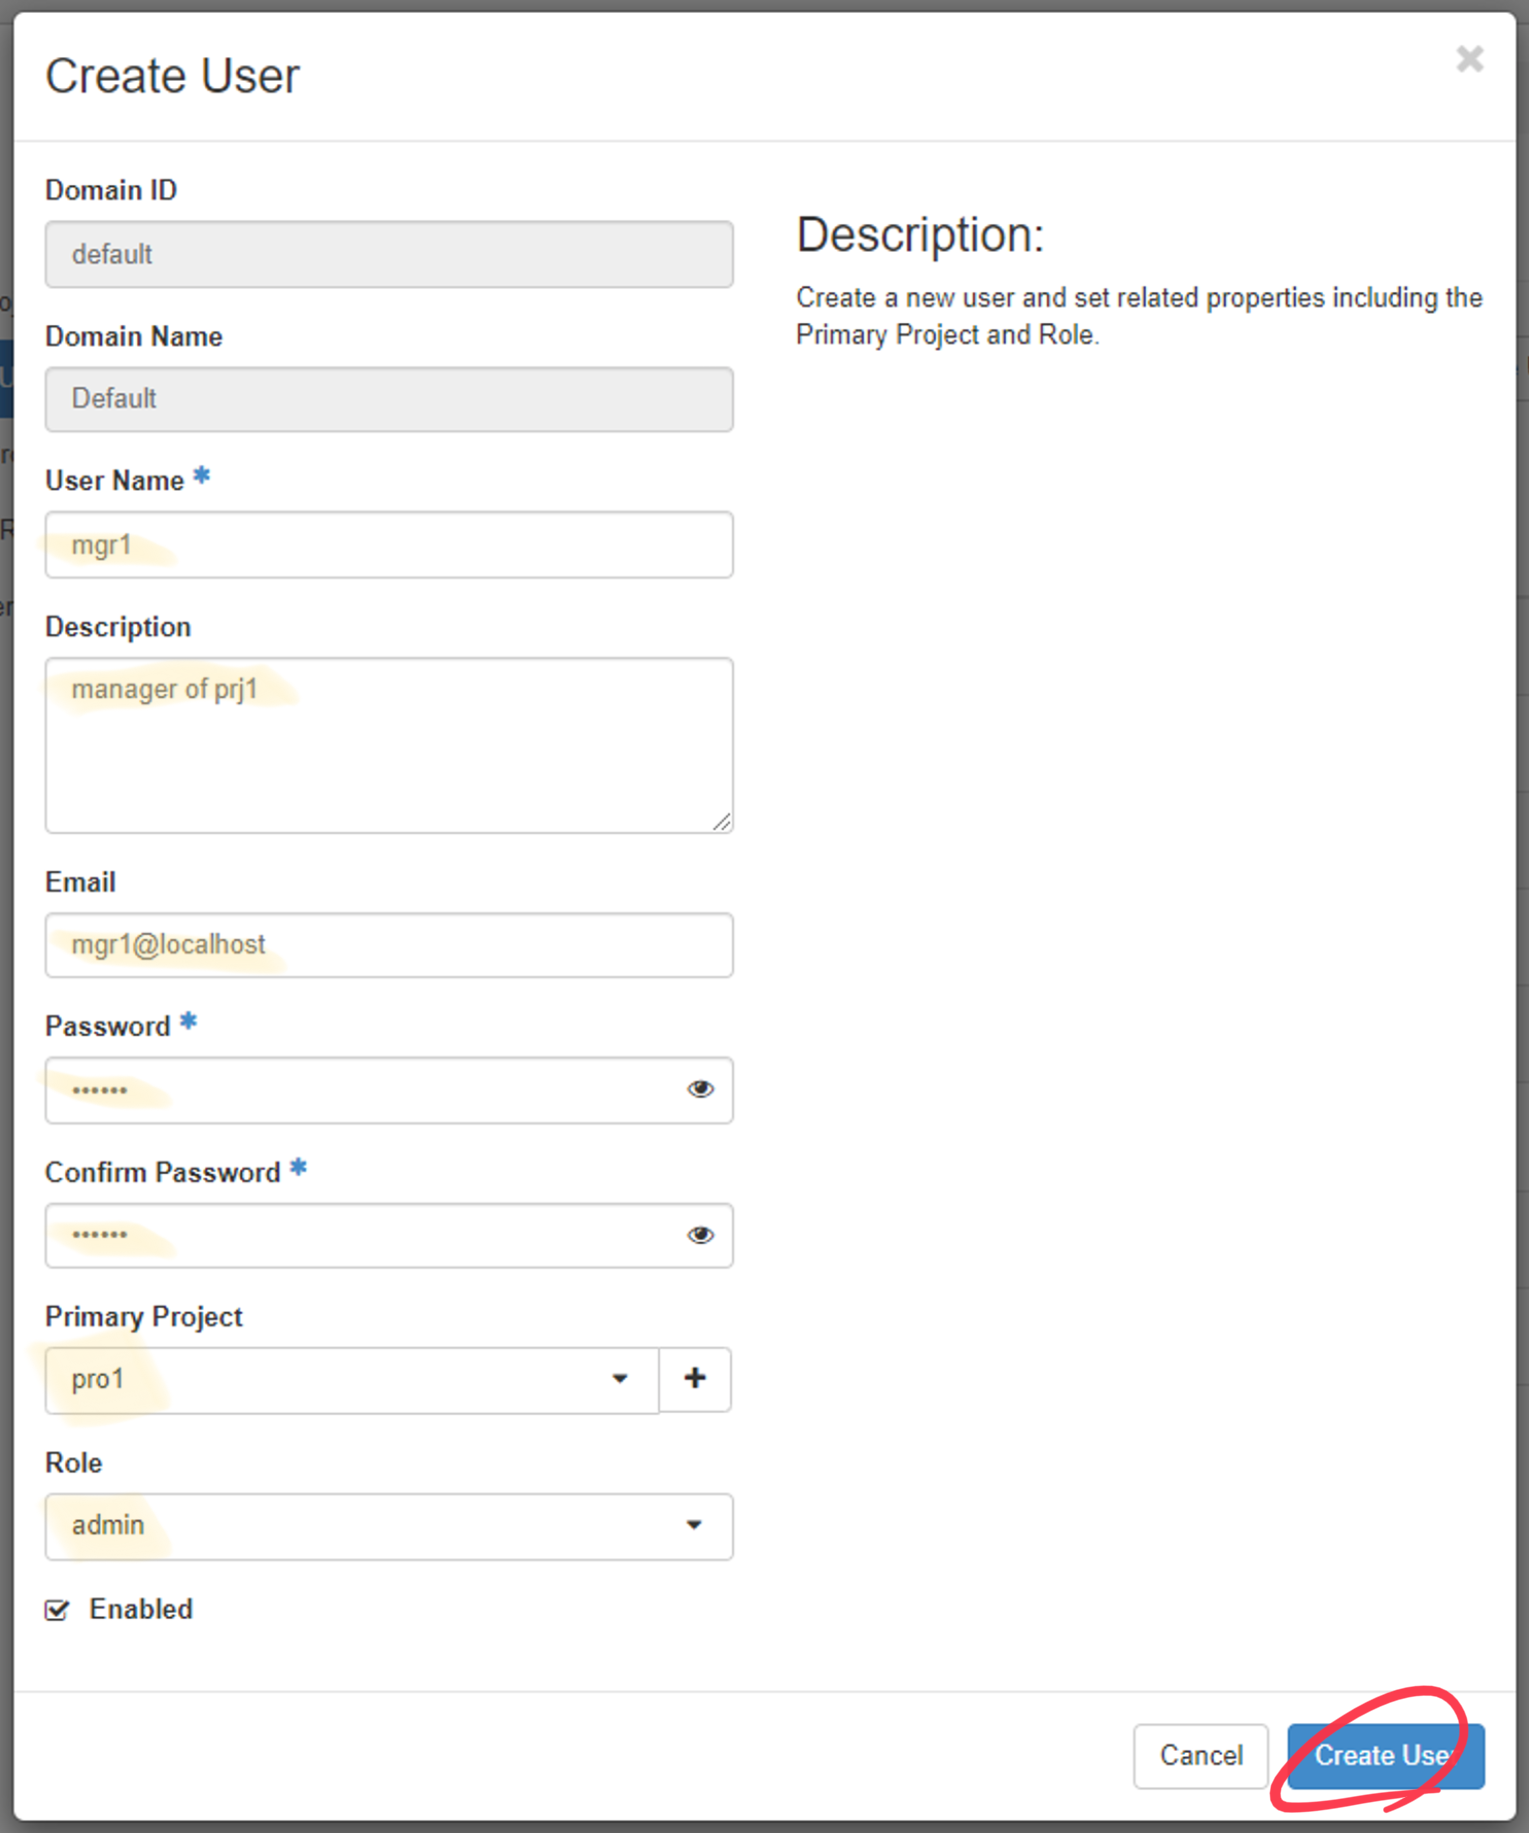 Create User
Domain ID
default
Domain Name
Default
User Name *
mgr1
Description
manager of prj1
Email
mgr1@localhost
Password *
••••••
Confirm Password *
••••••
Primary Project
pro1
Role
admin
Enabled
Description:
Create a new user and set related properties including the
Primary Project and Role.
Cancel
Create User